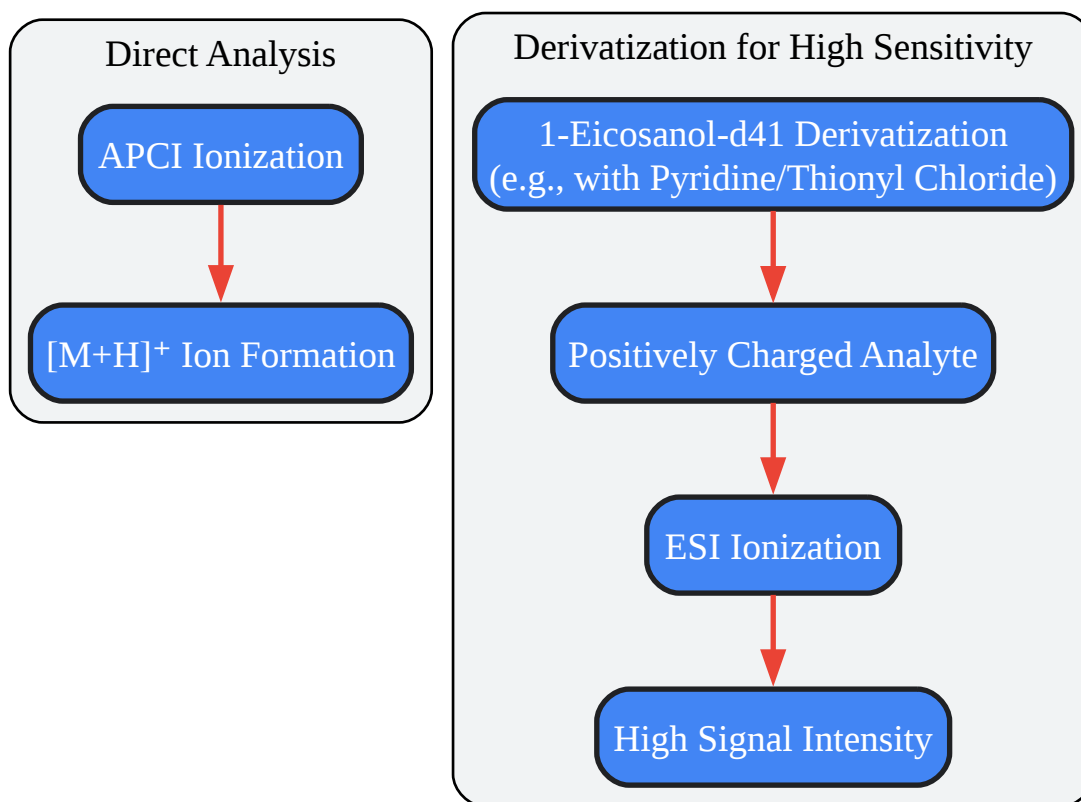 Direct Analysis
APCI Ionization
[M+H]⁺ Ion Formation
Derivatization for High Sensitivity
1-Eicosanol-d41 Derivatization
(e.g., with Pyridine/Thionyl Chloride)
Positively Charged Analyte
ESI Ionization
High Signal Intensity